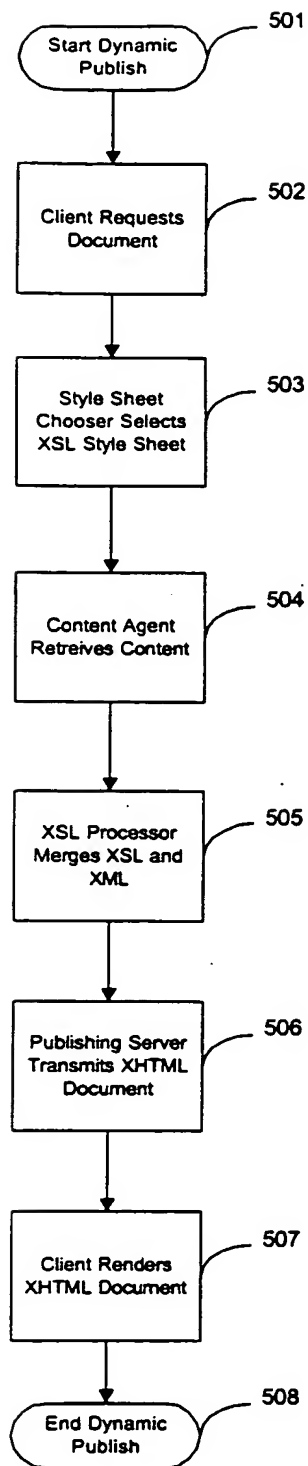 501
Start Dynamic
Publish
502
Client Requests
Document
503
Style Sheet
Chooser Selects
XSL Style Sheet
504
Content Agent
Retreives Content
505
XSL Processor
Merges XSL and
XML
506
Publishing Server
Transmits XHTML
Document
507
Client Renders
XHTML Document
508
End Dynamic
Publish